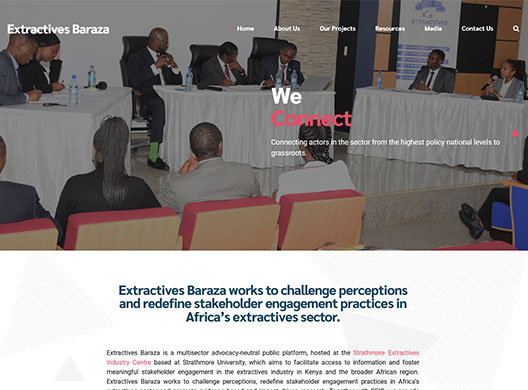 Extractives Baraza
Home About Us Our Projects Resources Media Contact Us
We
Connect
Connecting actors in the sector from the highest policy national levels to
grassroots.
Extractives Baraza works to challenge perceptions
and redefine stakeholder engagement practices in
Africa's extractives sector.
Extractives Baraza is a multisector advocacy-neutral public platform, hosted at the Strathmore Extractives
Industry Centre based at Strathmore University, which aims to facilitate access to information and foster
meaningful stakeholder engagement in the extractives industry in Kenya and the broader African region.
Extractives Baraza works to challenge perceptions, redefine stakeholder engagement practices in Africa's